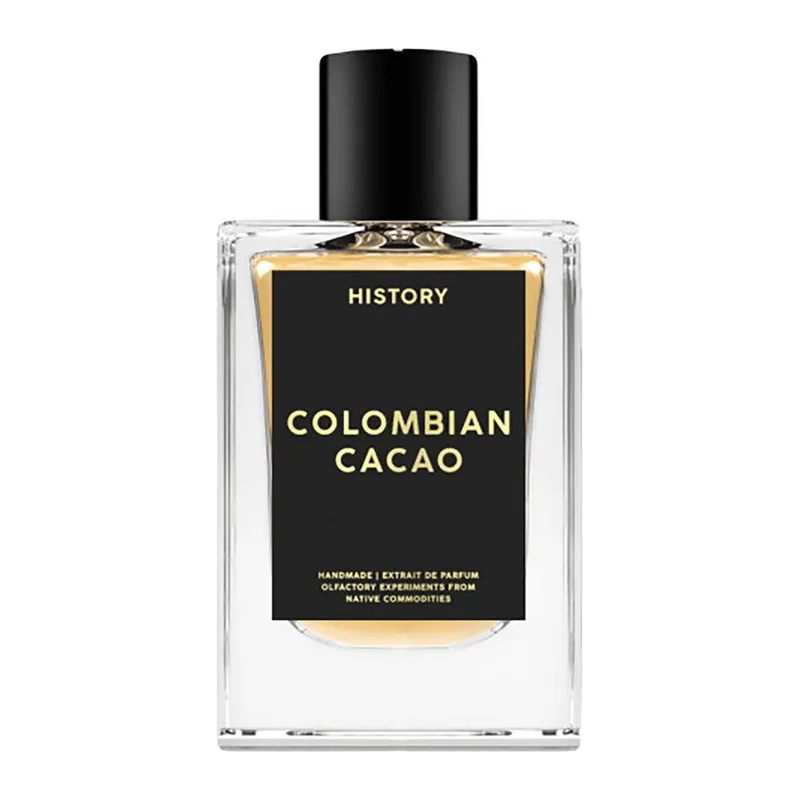 HISTORY
COLOMBIAN
CACAO
HANDMADE | EXTRAIT DE PARFUM
OLFACTORY EXPERIMENTS FROM
NATIVE COMMODITIES